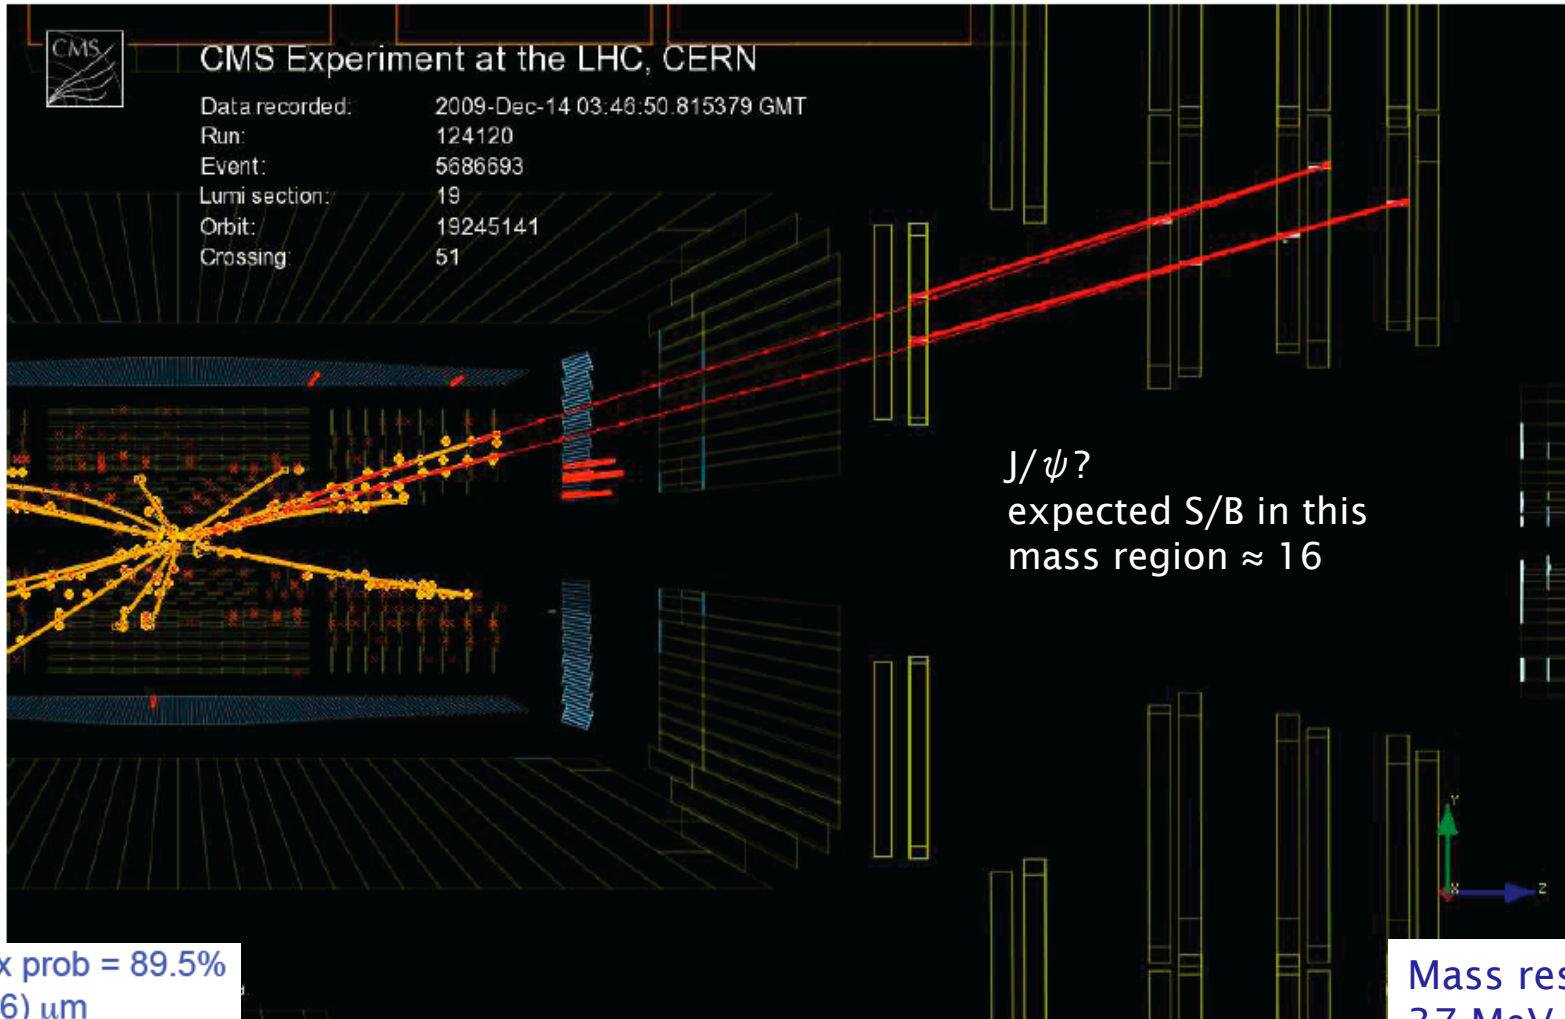 CMS
CMS Experiment at the LHC, CERN
Data recorded: 2009-Dec-14 03:46:50.815379 GMT
Run: 124120
Event: 5686693
Lumi section: 19
Orbit: 19245141
Crossing: 51
J/ψ?
expected S/B in this
mass region ≈ 16
Y
X Z
x prob = 89.5%
6) μm
d.
Mass res
37 MeV